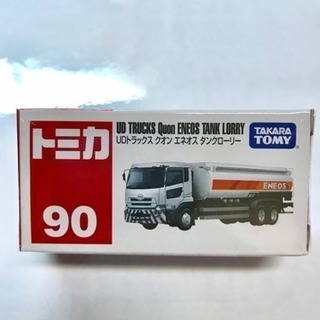 トミカ
90
UD TRUCKS Quon ENEOS TANK LORRY
UDトラックス クオン エネオス タンクローリー
TAKARA
TOMY
ENEOS